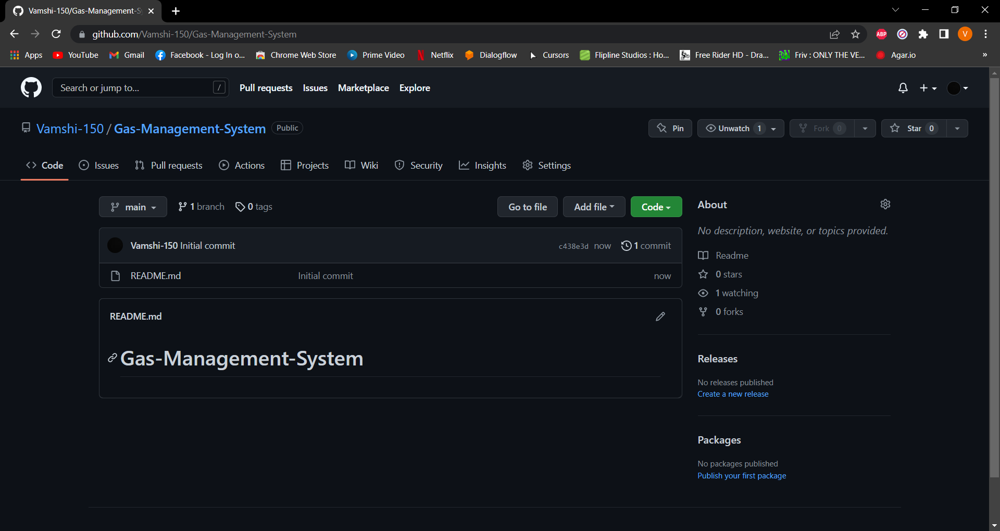 Vamshi-150/Gas-Management-S
github.com/Vamshi-150/Gas-Management-System
ABP
V
Apps YouTube Gmail Facebook - Log In o... Chrome Web Store Prime Video Netflix Dialogflow Cursors Flipline Studios : Ho... Free Rider HD - Dra... Friv : ONLY THE VE... Agar.io »
Search or jump to... / Pull requests Issues Marketplace Explore
Vamshi-150 / Gas-Management-System Public Pin Unwatch 1 Fork 0 Star 0
Code Issues Pull requests Actions Projects Wiki Security Insights Settings
main 1 branch 0 tags Go to file Add file Code
Vamshi-150 Initial commit c438e3d now 1 commit
README.md Initial commit now
README.md
Gas-Management-System
About
No description, website, or topics provided.
Readme
0 stars
1 watching
0 forks
Releases
No releases published
Create a new release
Packages
No packages published
Publish your first package